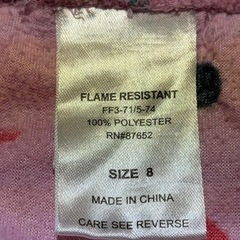 FLAME RESISTANT
FF3-71/5-74
100% POLYESTER
RN#87652
SIZE 8
MADE IN CHINA
CARE SEE REVERSE